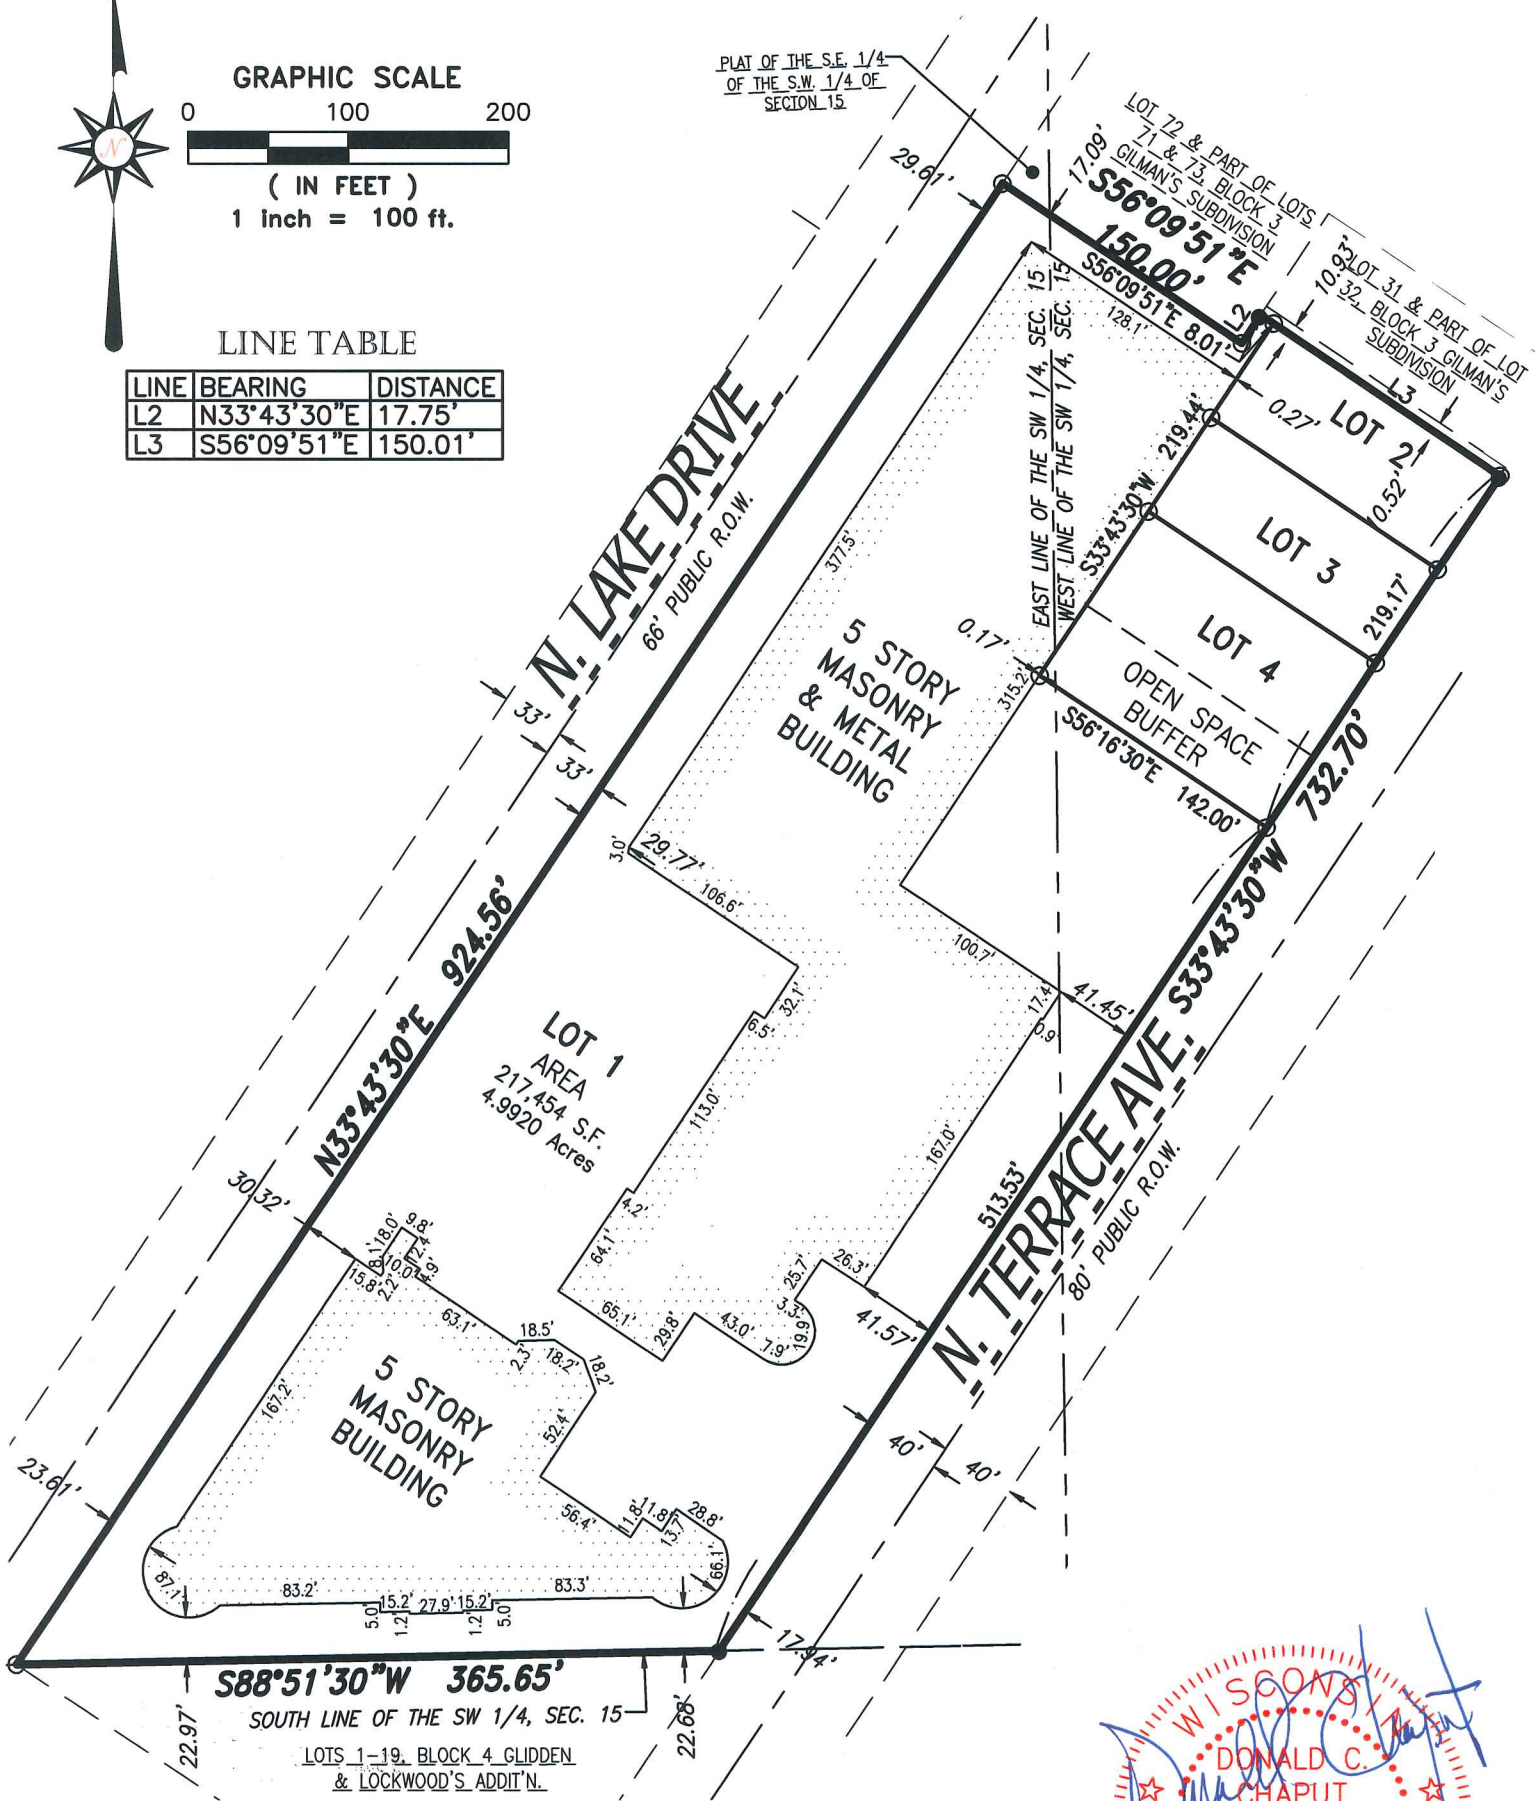 GRAPHIC SCALE
0 100 200
( IN FEET )
1 inch = 100 ft.
N
LINE TABLE
LINE BEARING DISTANCE
L2 N33°43'30"E 17.75'
L3 S56°09'51"E 150.01'
PLAT OF THE S.E. 1/4
OF THE S.W. 1/4 OF
SECTON 15
LOT 72 & PART OF LOTS
71 & 73, BLOCK 3
GILMAN'S SUBDIVISION
LOT 31 & PART OF LOT
32, BLOCK 3 GILMAN'S
SUBDIVISION
29.61'
17.09'
S56°09'51"E
150.00'
S56°09'51"E 8.01'
128.1'
L2
10.93'
L3
0.27'
LOT 2
10.52'
LOT 3
LOT 4
OPEN SPACE
BUFFER
219.44'
S33°43'30"W
219.17'
EAST LINE OF THE SW 1/4, SEC. 15
WEST LINE OF THE SW 1/4, SEC. 15
N. LAKE DRIVE
66' PUBLIC R.O.W.
377.5'
5 STORY
MASONRY
& METAL
BUILDING
0.17'
315.2'
S56°16'30"E 142.00'
732.70'
S33°43'30"W
33'
33'
3.0'
29.77'
106.6'
924.56'
N33°43'30"E
100.7'
17.4'
0.9'
41.45'
32.1'
6.5'
113.0'
LOT 1
AREA
217,454 S.F.
4.9920 Acres
167.0'
4.2'
64.1'
513.53'
N. TERRACE AVE.
80' PUBLIC R.O.W.
30.32'
9.8'
18.0'
8.1'
12.4'
10.0'
4.9'
15.8'
2.2'
63.1'
18.5'
2.3'
18.2'
18.2'
65.1'
29.8'
43.0'
7.9'
19.9'
3.3'
25.7'
26.3'
41.57'
5 STORY
MASONRY
BUILDING
167.2'
52.4'
56.4'
11.8'
11.8'
13.7'
28.8'
66.1'
40'
40'
23.61'
87.1'
83.2'
5.0'
15.2'
1.2'
27.9'
15.2'
1.2'
5.0'
83.3'
17.94'
S88°51'30"W 365.65'
SOUTH LINE OF THE SW 1/4, SEC. 15
22.97'
22.68'
LOTS 1-19, BLOCK 4 GLIDDEN
& LOCKWOOD'S ADDIT'N.
WISCONSIN
DONALD C.
CHAPUT